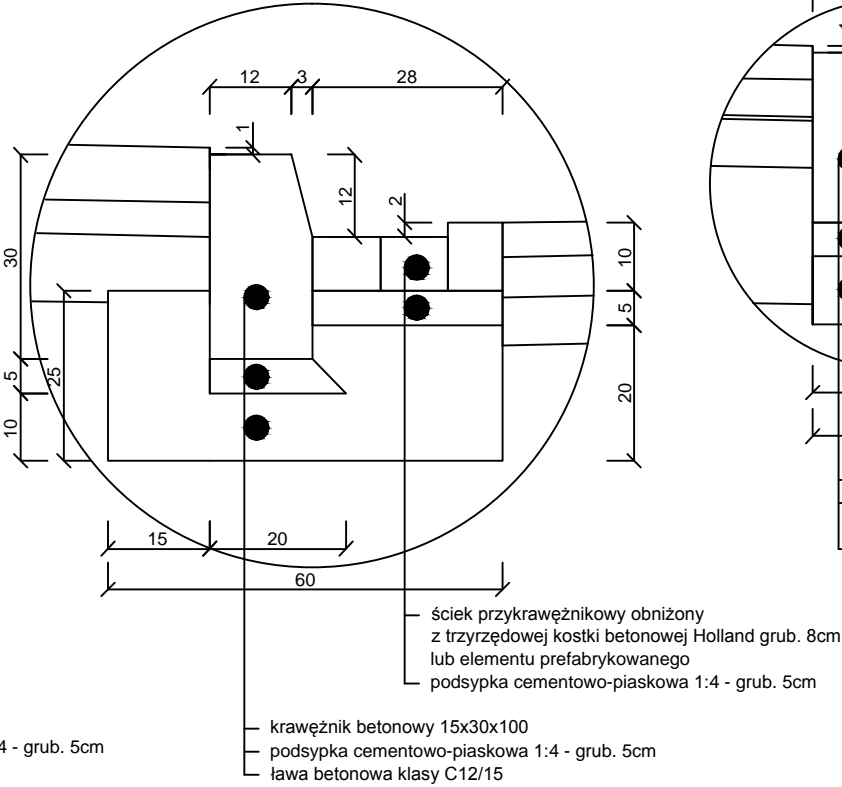 12
3
28
1
12
2
30
10
5
25
5
20
10
15
20
60
ściek przykrawężnikowy obniżony
z trzyrzędowej kostki betonowej Holland grub. 8cm
lub elementu prefabrykowanego
podsypka cementowo-piaskowa 1:4 - grub. 5cm
krawężnik betonowy 15x30x100
4 - grub. 5cm
podsypka cementowo-piaskowa 1:4 - grub. 5cm
ława betonowa klasy C12/15